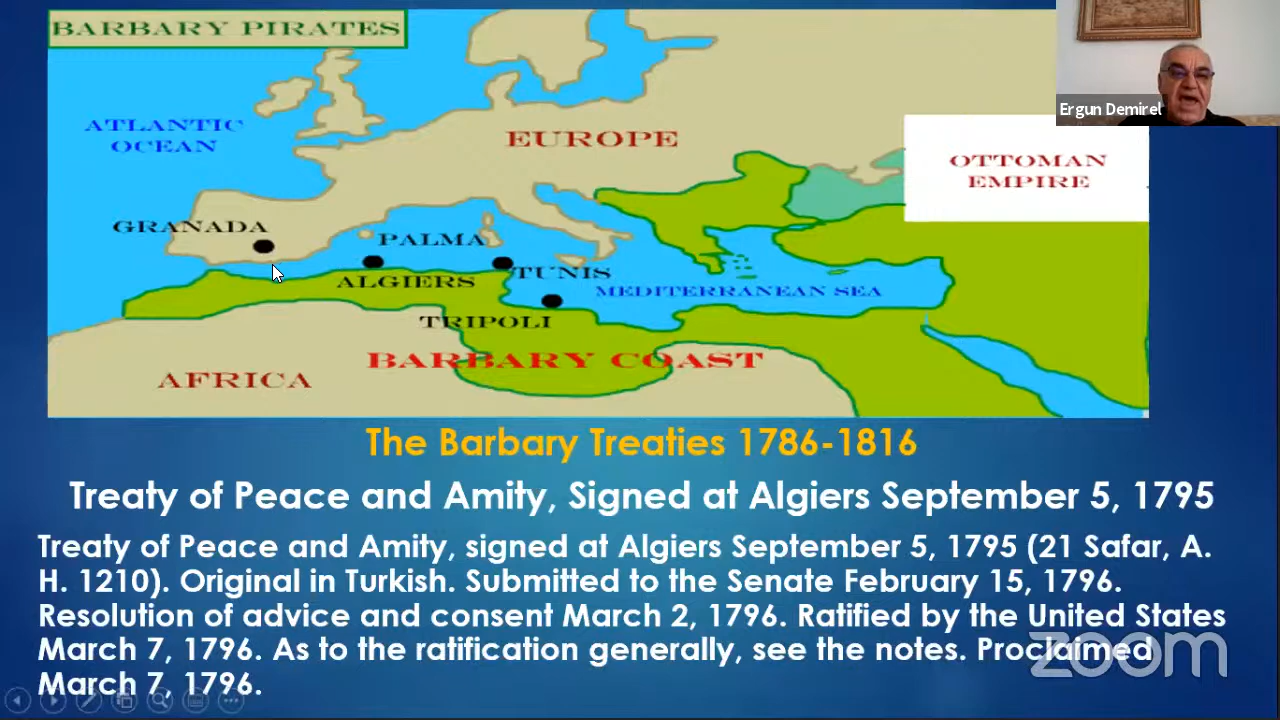 BARBARY PIRATES
Ergun Demirel
ATLANTIC
OCEAN
EUROPE
OTTOMAN
EMPIRE
GRANADA
PALMA
TUNIS
ALGIERS
MEDITERRANEAN SEA
TRIPOLI
BARBARY COAST
AFRICA
The Barbary Treaties 1786-1816
Treaty of Peace and Amity, Signed at Algiers September 5, 1795
Treaty of Peace and Amity, signed at Algiers September 5, 1795 (21 Safar, A.
H. 1210). Original in Turkish. Submitted to the Senate February 15, 1796.
Resolution of advice and consent March 2, 1796. Ratified by the United States
March 7, 1796. As to the ratification generally, see the notes. Proclaimed
March 7, 1796.
zoom